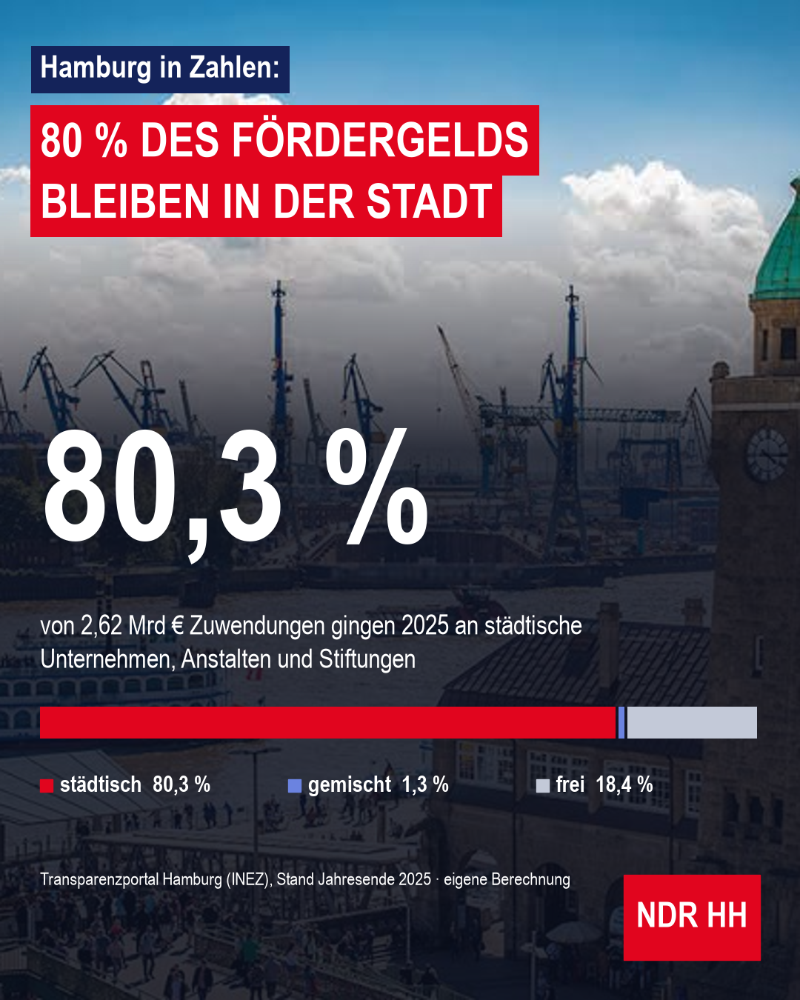 Hamburg in Zahlen:
80 % DES FÖRDERGELDS
BLEIBEN IN DER STADT
80,3 %
von 2,62 Mrd € Zuwendungen gingen 2025 an städtische
Unternehmen, Anstalten und Stiftungen
städtisch 80,3 %
gemischt 1,3 %
frei 18,4 %
Transparenzportal Hamburg (INEZ), Stand Jahresende 2025 · eigene Berechnung
NDR HH